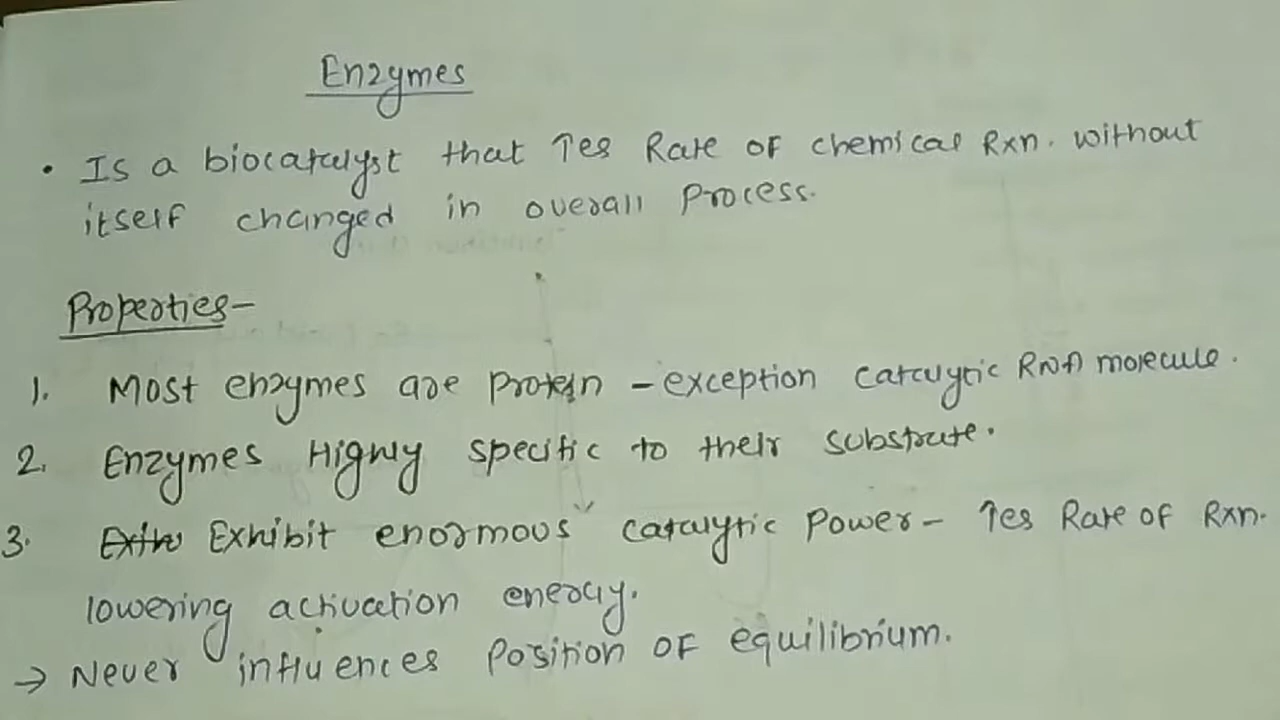 Enzymes
• Is a biocatalyst that ↑es Rate of chemical Rxn. without
itself changed in overall Process.
Properties-
1. Most enzymes are Protein - exception catalytic RNA molecule.
2. Enzymes Highly specific to their substrate.
3. Exhibit enormous catalytic Power - ↑es Rate of Rxn.
lowering activation energy.
→ Never influences Position of equilibrium.